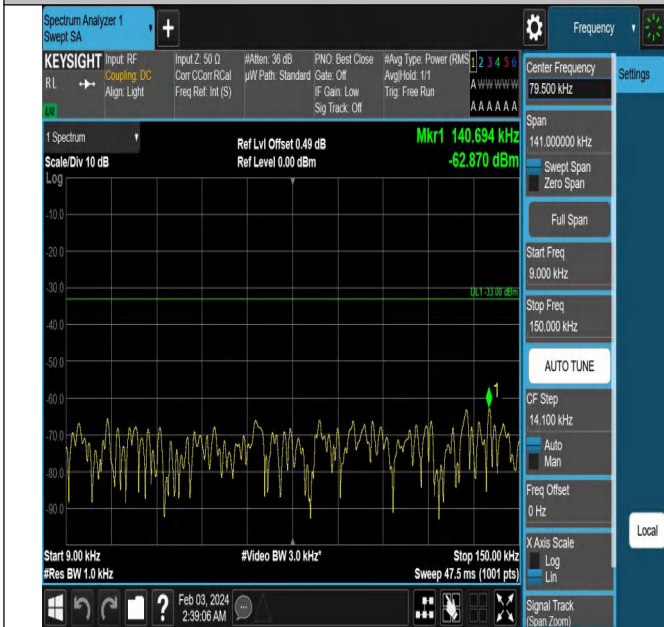 Spectrum Analyzer 1
Swept SA
Frequency
KEYSIGHT
RL
LXI
Input: RF
Coupling: DC
Align: Light
Input Z: 50 Ω
Corr CCorr RCal
Freq Ref: Int (S)
#Atten: 36 dB
µW Path: Standard
PNO: Best Close
Gate: Off
IF Gain: Low
Sig Track: Off
#Avg Type: Power (RMS
Avg|Hold: 1/1
Trig: Free Run
1 2 3 4 5 6
A W W W W W
A A A A A A
1 Spectrum
Scale/Div 10 dB
Log
Ref Lvl Offset 0.49 dB
Ref Level 0.00 dBm
Mkr1 140.694 kHz
-62.870 dBm
-10.0
-20.0
-30.0
DL1 -33.00 dBm
-40.0
-50.0
-60.0
1
-70.0
-80.0
-90.0
Start 9.00 kHz
#Res BW 1.0 kHz
#Video BW 3.0 kHz*
Stop 150.00 kHz
Sweep 47.5 ms (1001 pts)
Feb 03, 2024
2:39:06 AM
Center Frequency
79.500 kHz
Settings
Span
141.000000 kHz
Swept Span
Zero Span
Full Span
Start Freq
9.000 kHz
Stop Freq
150.000 kHz
AUTO TUNE
CF Step
14.100 kHz
Auto
Man
Freq Offset
0 Hz
X Axis Scale
Log
Lin
Local
Signal Track
(Span Zoom)